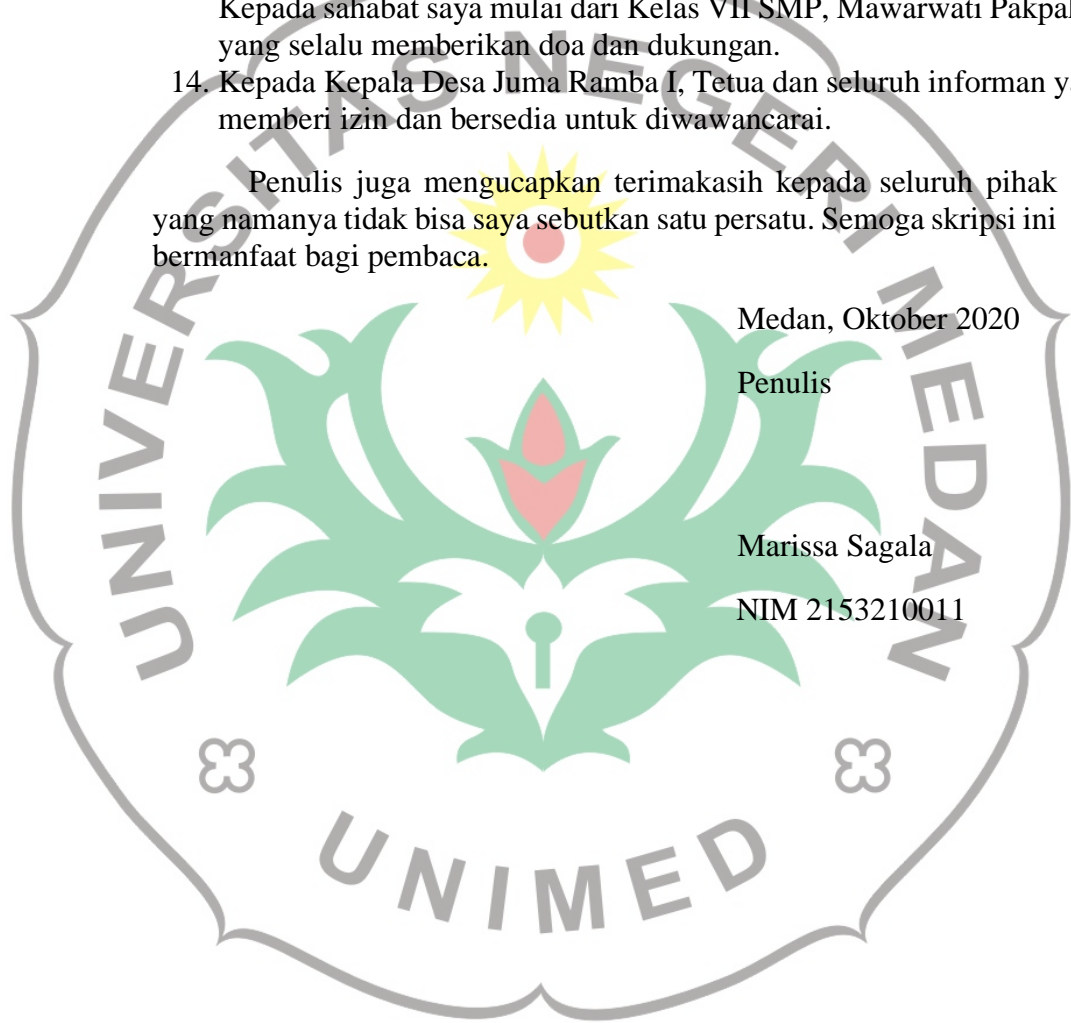 Kepada sahabat saya mulai dari Kelas VII SMP, Mawarwati
yang selalu memberikan doa dan dukungan.
14. Kepada Kepala Desa Juma Ramba I, Tetua dan seluruh informan
memberi izin dan bersedia untuk diwawancarai.
Penulis juga mengucapkan terimakasih kepada seluruh pihak
yang namanya tidak bisa saya sebutkan satu persatu. Semoga skripsi ini
bermanfaat bagi pembaca.
Medan, Oktober 2020
Penulis
Marissa Sagala
NIM 2153210011
UNIVERSITAS NEGERI MEDAN
UNIMED